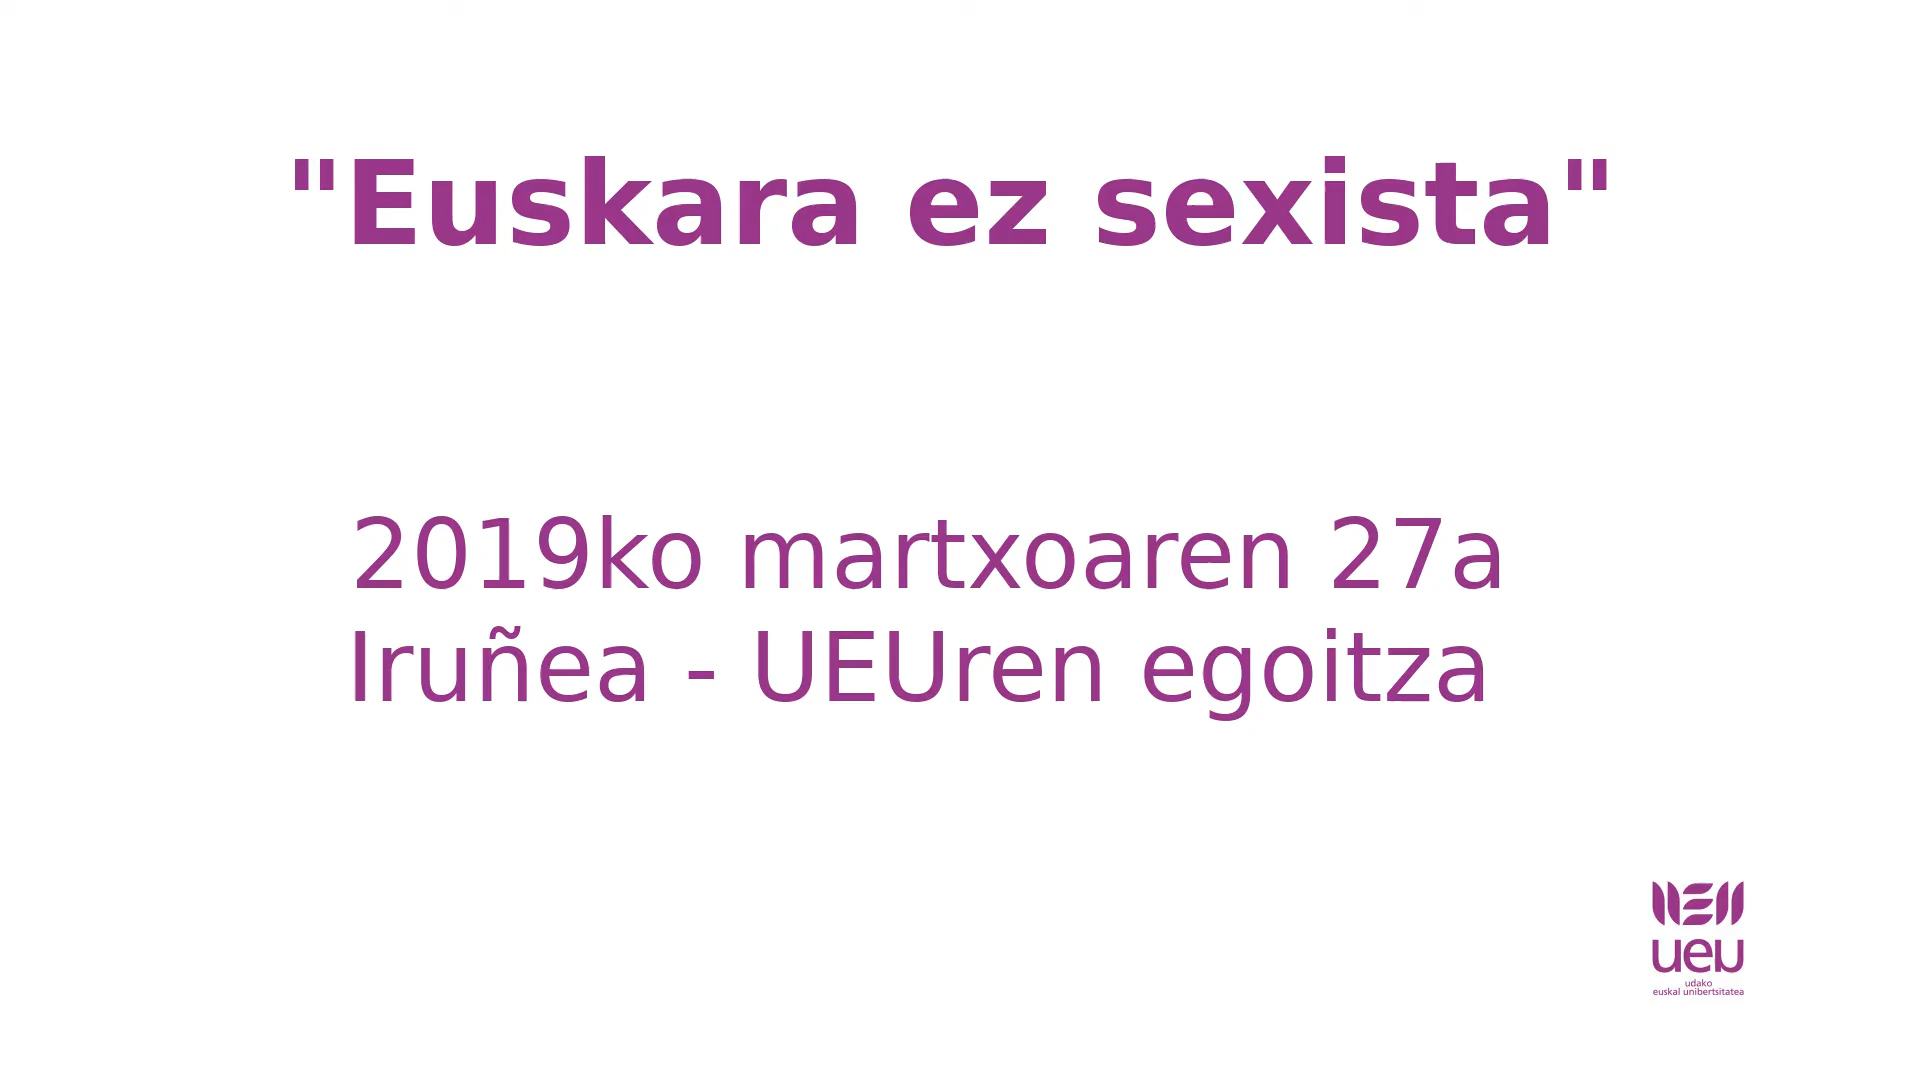 "Euskara ez sexista"
2019ko martxoaren 27a
Iruñea - UEUren egoitza
ueu
udako
euskal unibertsitatea